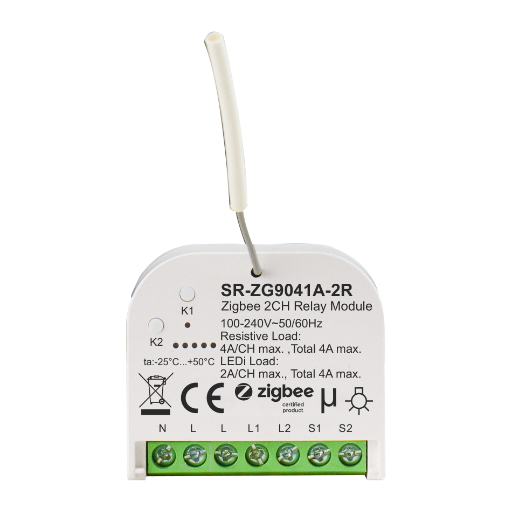 SR-ZG9041A-2R
Zigbee 2CH Relay Module
K1
K2
100-240V~50/60Hz
Resistive Load:
4A/CH max. ,Total 4A max.
LEDi Load:
2A/CH max., Total 4A max.
ta:-25°C...+50°C
CE
zigbee
certified
product
µ
N L L L1 L2 S1 S2